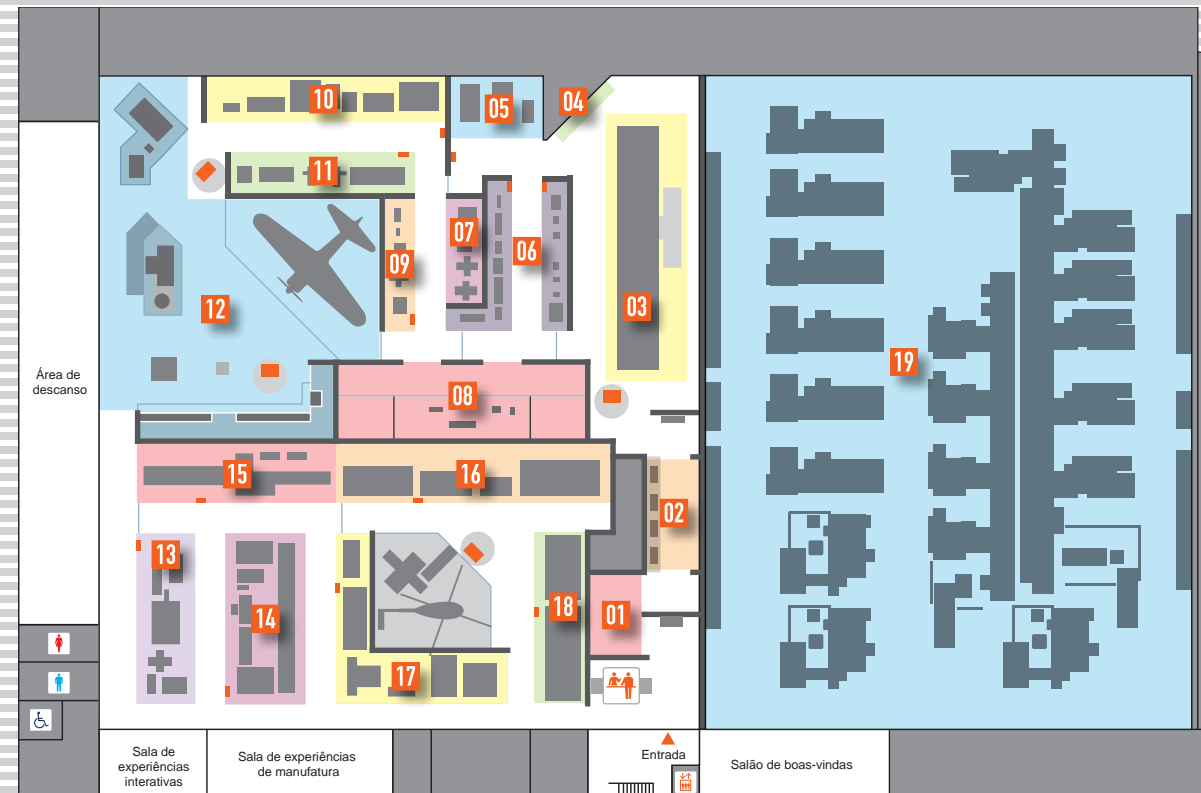 10
05
04
11
07
06
09
03
12
19
08
Área de
descanso
15
16
02
13
14
18
01
17
Sala de
experiências
interativas
Sala de experiências
de manufatura
Entrada
Salão de boas-vindas